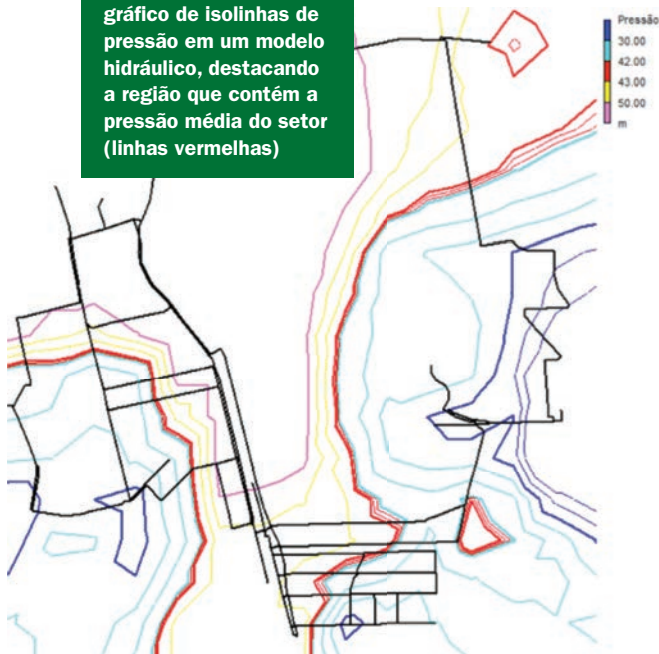 gráfico de isolinhas de
pressão em um modelo
hidráulico, destacando
a região que contém a
pressão média do setor
(linhas vermelhas)
Pressão
30.00
42.00
43.00
50.00
m